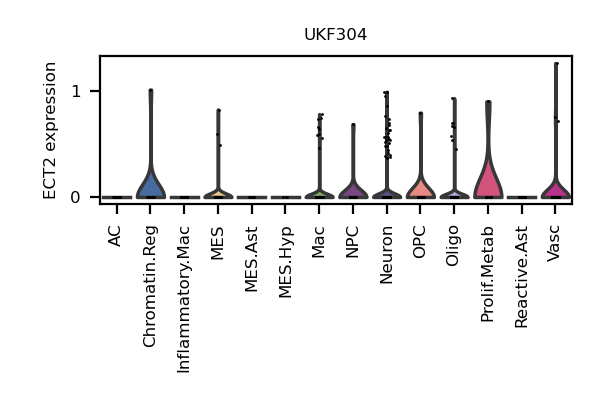 UKF304
ECT2 expression
1
0
AC
Chromatin.Reg
Inflammatory.Mac
MES
MES.Ast
MES.Hyp
Mac
NPC
Neuron
OPC
Oligo
Prolif.Metab
Reactive.Ast
Vasc